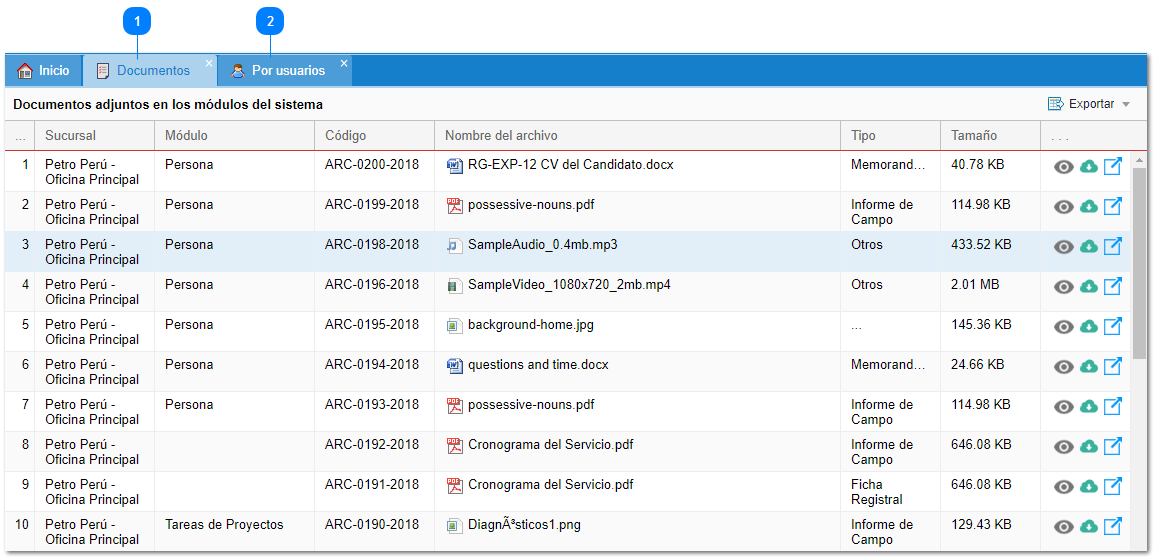 1 2
Inicio Documentos Por usuarios
Documentos adjuntos en los módulos del sistema Exportar
... Sucursal Módulo Código Nombre del archivo Tipo Tamaño ...
1 Petro Perú - Persona ARC-0200-2018 RG-EXP-12 CV del Candidato.docx Memorand... 40.78 KB
Oficina Principal
2 Petro Perú - Persona ARC-0199-2018 possessive-nouns.pdf Informe de 114.98 KB
Oficina Principal Campo
3 Petro Perú - Persona ARC-0198-2018 SampleAudio_0.4mb.mp3 Otros 433.52 KB
Oficina Principal
4 Petro Perú - Persona ARC-0196-2018 SampleVideo_1080x720_2mb.mp4 Otros 2.01 MB
Oficina Principal
5 Petro Perú - Persona ARC-0195-2018 background-home.jpg ... 145.36 KB
Oficina Principal
6 Petro Perú - Persona ARC-0194-2018 questions and time.docx Memorand... 24.66 KB
Oficina Principal
7 Petro Perú - Persona ARC-0193-2018 possessive-nouns.pdf Informe de 114.98 KB
Oficina Principal Campo
8 Petro Perú - ARC-0192-2018 Cronograma del Servicio.pdf Informe de 646.08 KB
Oficina Principal Campo
9 Petro Perú - ARC-0191-2018 Cronograma del Servicio.pdf Ficha 646.08 KB
Oficina Principal Registral
10 Petro Perú - Tareas de Proyectos ARC-0190-2018 DiagnÃ³sticos1.png Informe de 129.43 KB
Oficina Principal Campo